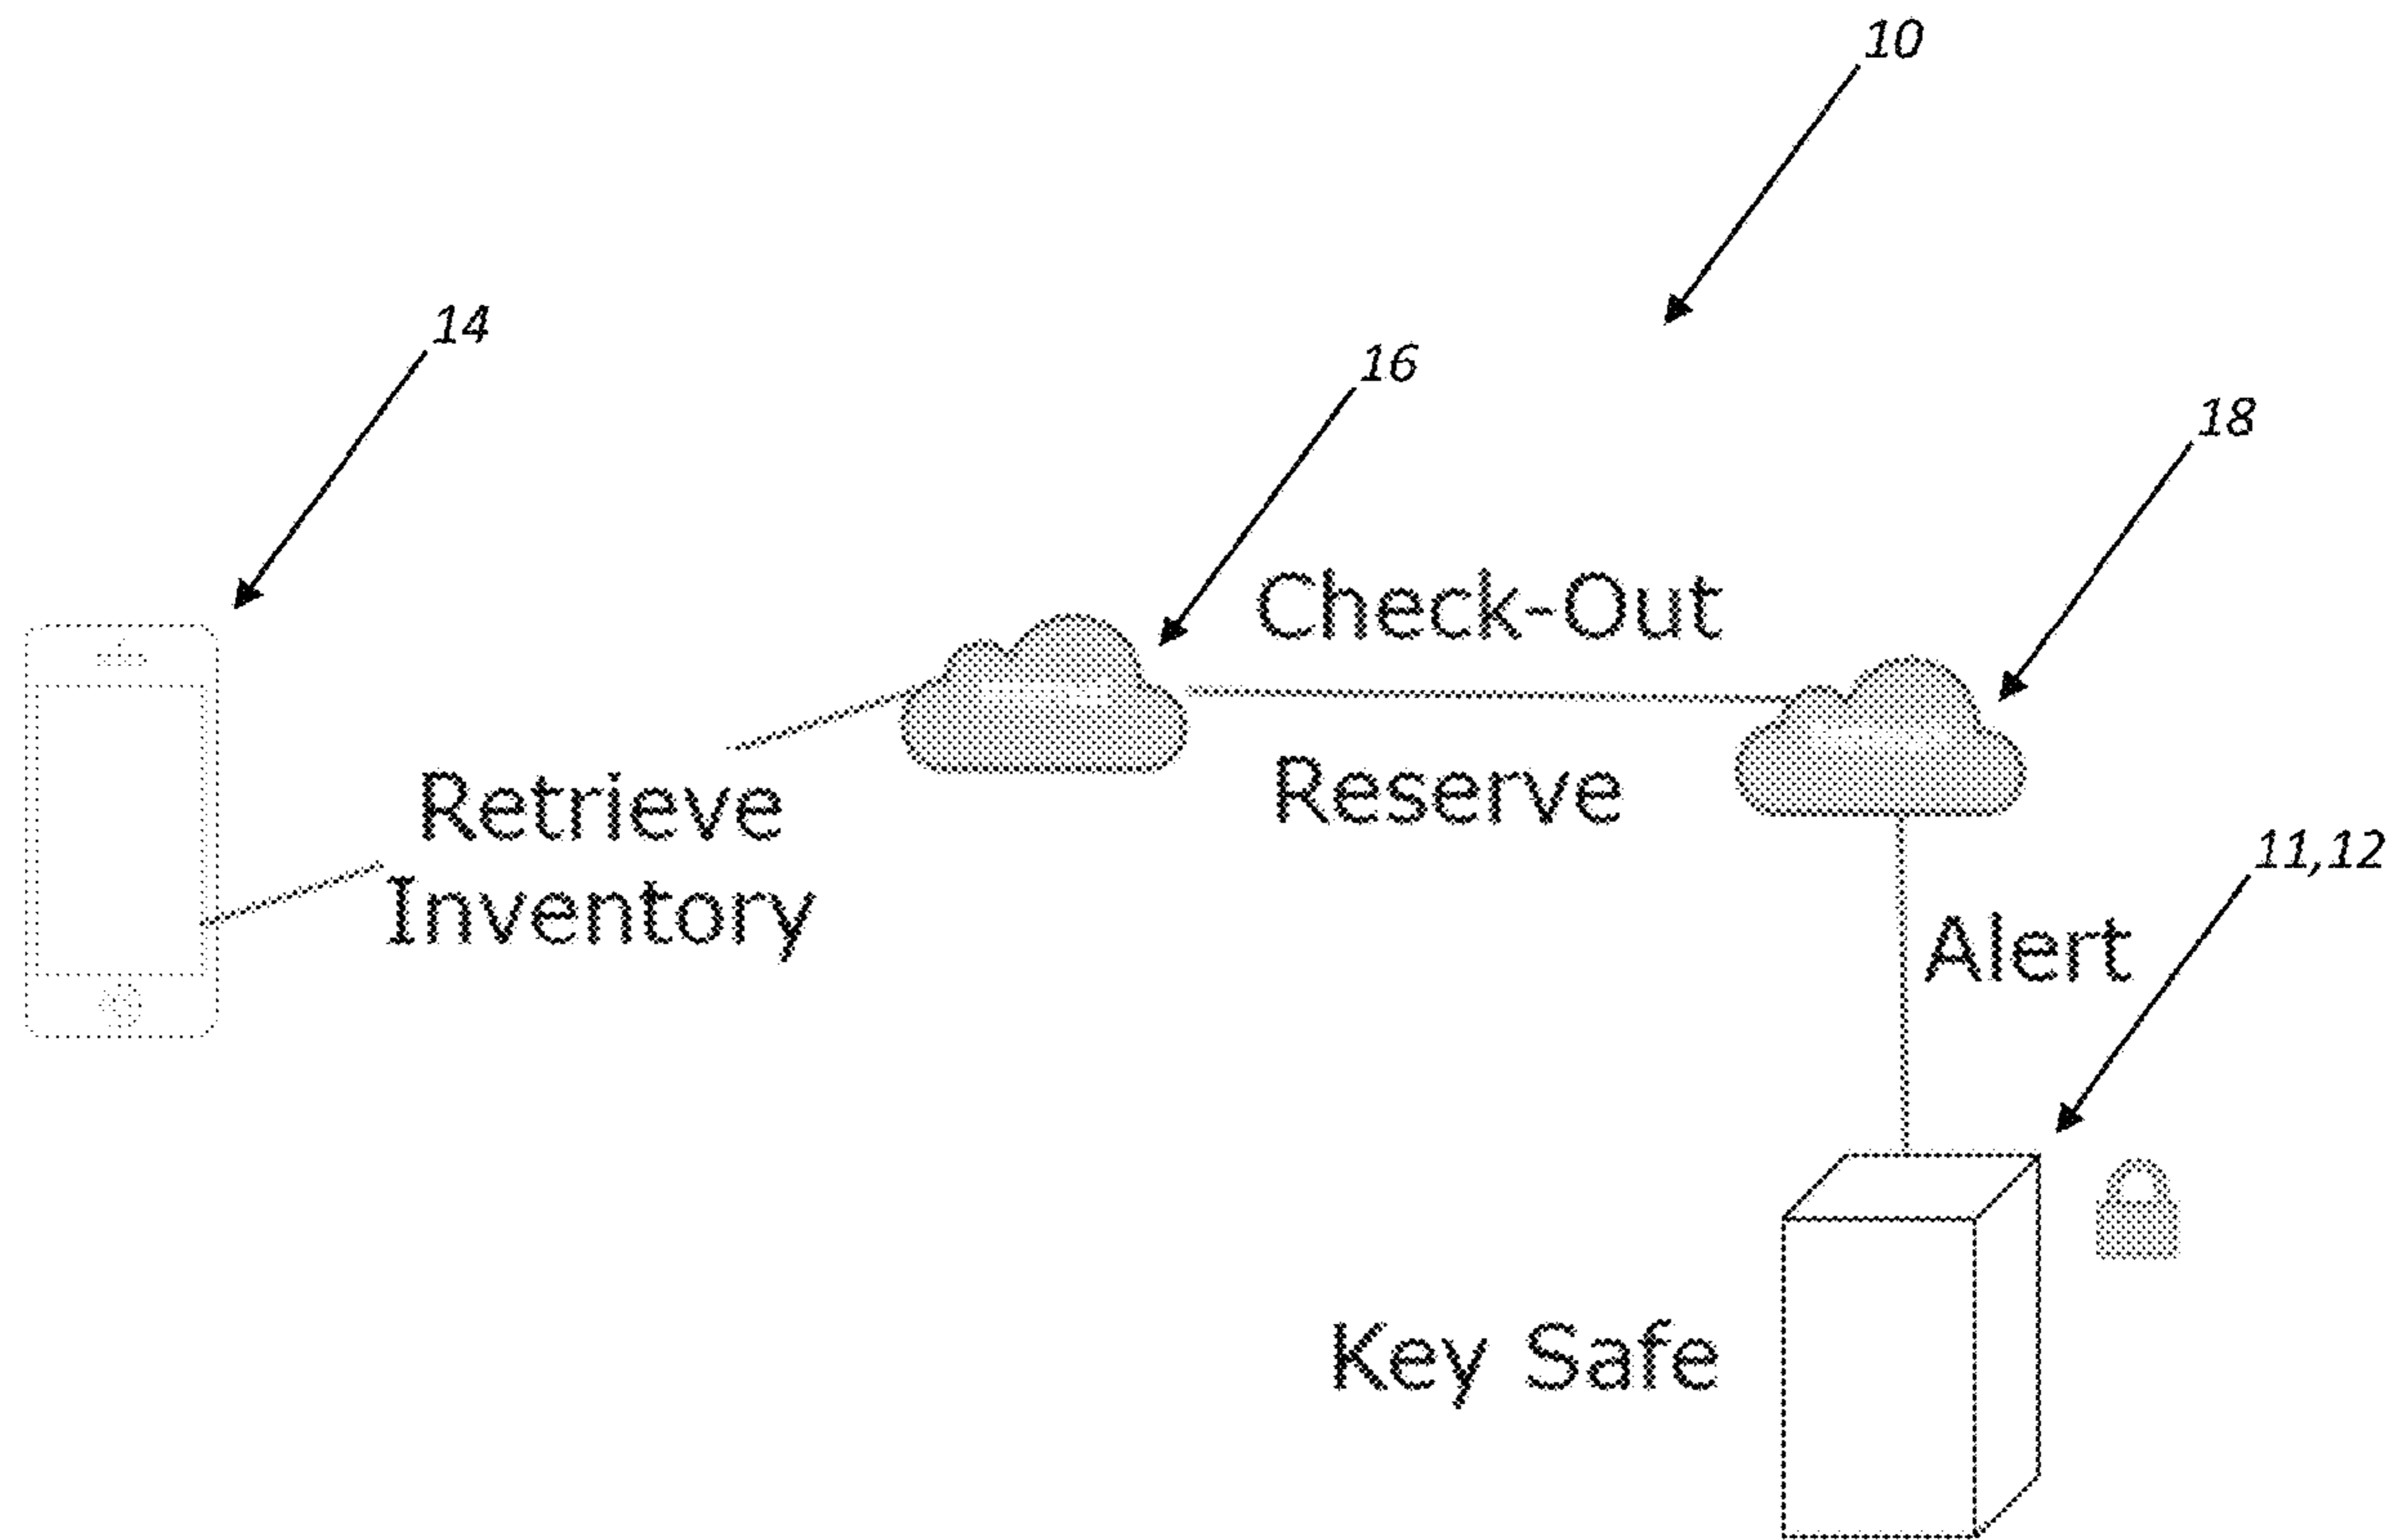 10
14
16
18
Check-Out
Reserve
Retrieve
Inventory
11,12
Alert
Key Safe